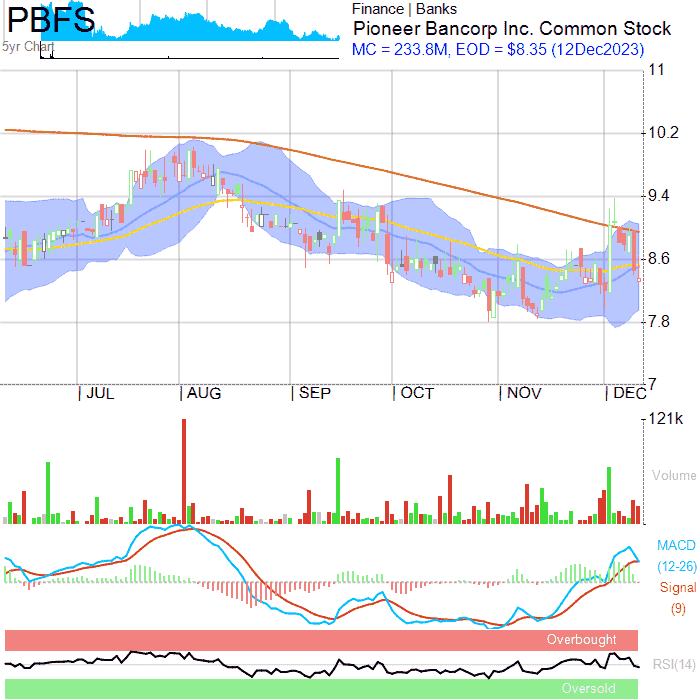 PBFS
5yr Chart
Finance | Banks
Pioneer Bancorp Inc. Common Stock
MC = 233.8M, EOD = $8.35 (12Dec2023)
11
10.2
9.4
8.6
7.8
7
| JUL | AUG | SEP | OCT | NOV | DEC
121k
Volume
MACD
(12-26)
Signal
(9)
Overbought
RSI(14)
Oversold